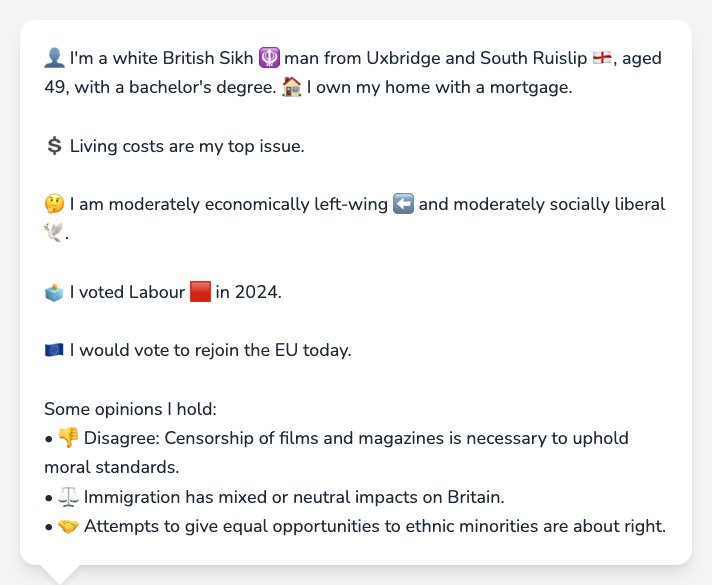 👤 I'm a white British Sikh 🪯 man from Uxbridge and South Ruislip 🏴󠁧󠁢󠁥󠁮󠁧󠁿, aged
49, with a bachelor's degree. 🏠 I own my home with a mortgage.
💲 Living costs are my top issue.
🤔 I am moderately economically left-wing ⬅️ and moderately socially liberal
🕊️.
🗳️ I voted Labour 🟥 in 2024.
🇪🇺 I would vote to rejoin the EU today.
Some opinions I hold:
• 👎 Disagree: Censorship of films and magazines is necessary to uphold
moral standards.
• ⚖️ Immigration has mixed or neutral impacts on Britain.
• 🤝 Attempts to give equal opportunities to ethnic minorities are about right.